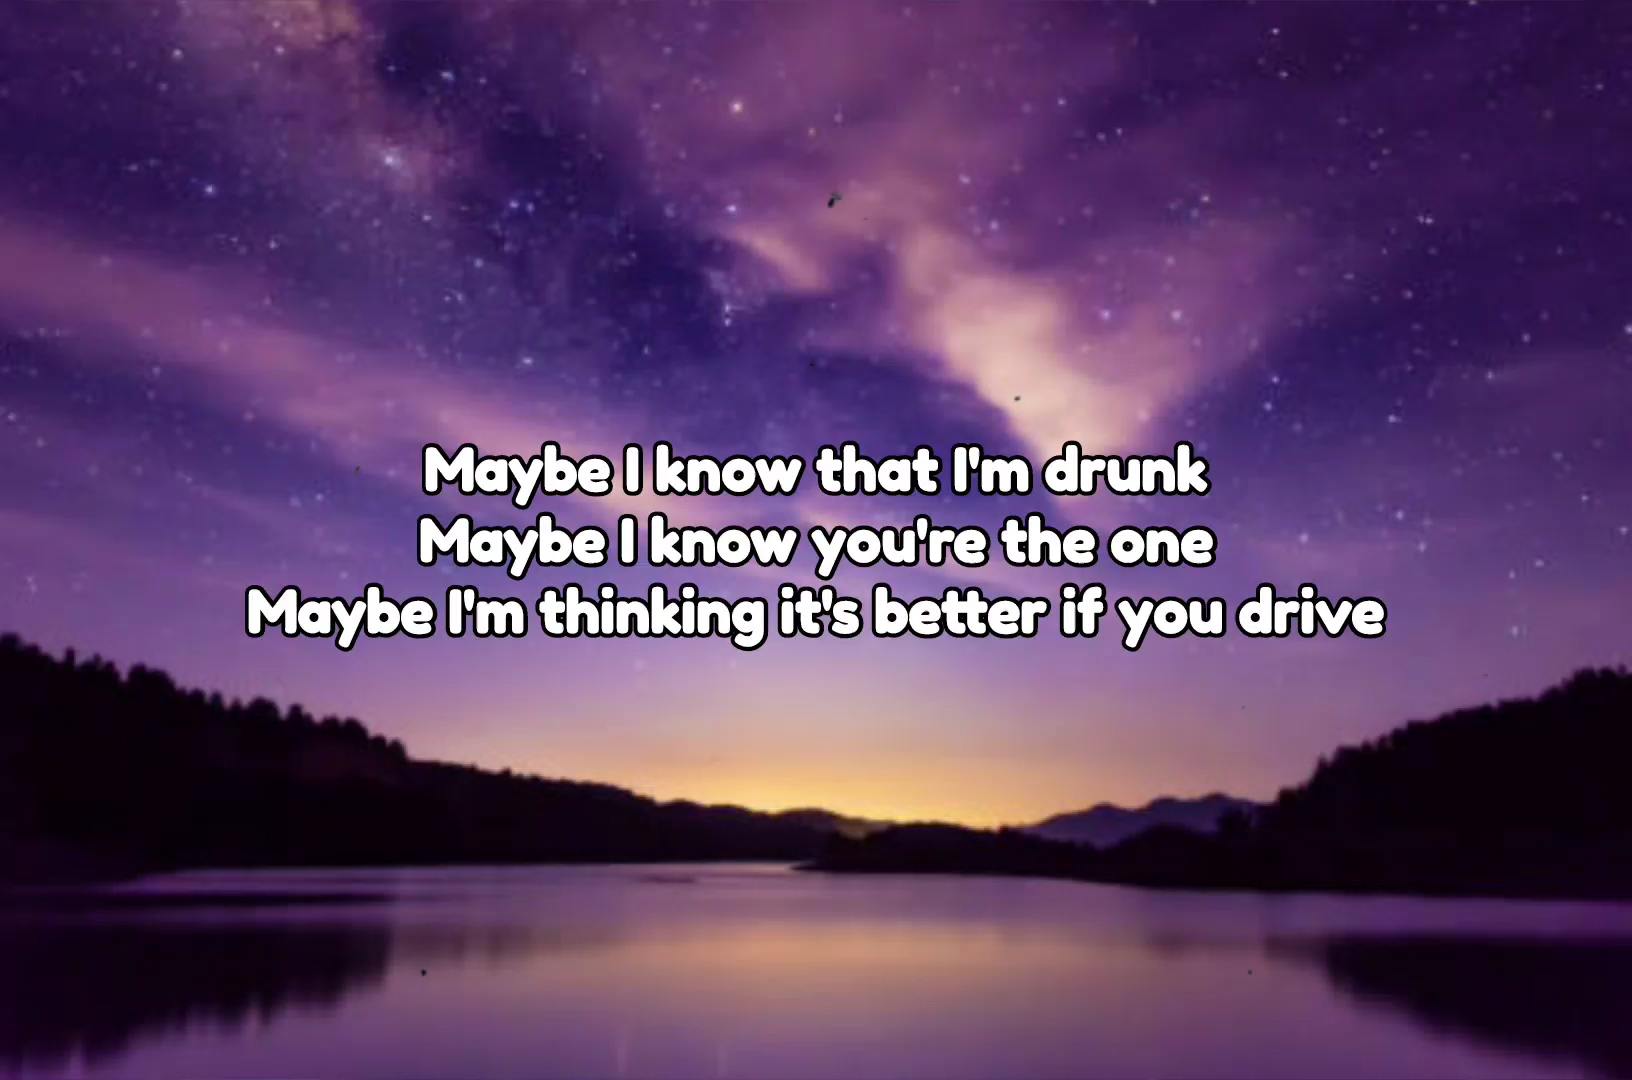 Maybe I know that I'm drunk
Maybe I know you're the one
Maybe I'm thinking it's better if you drive